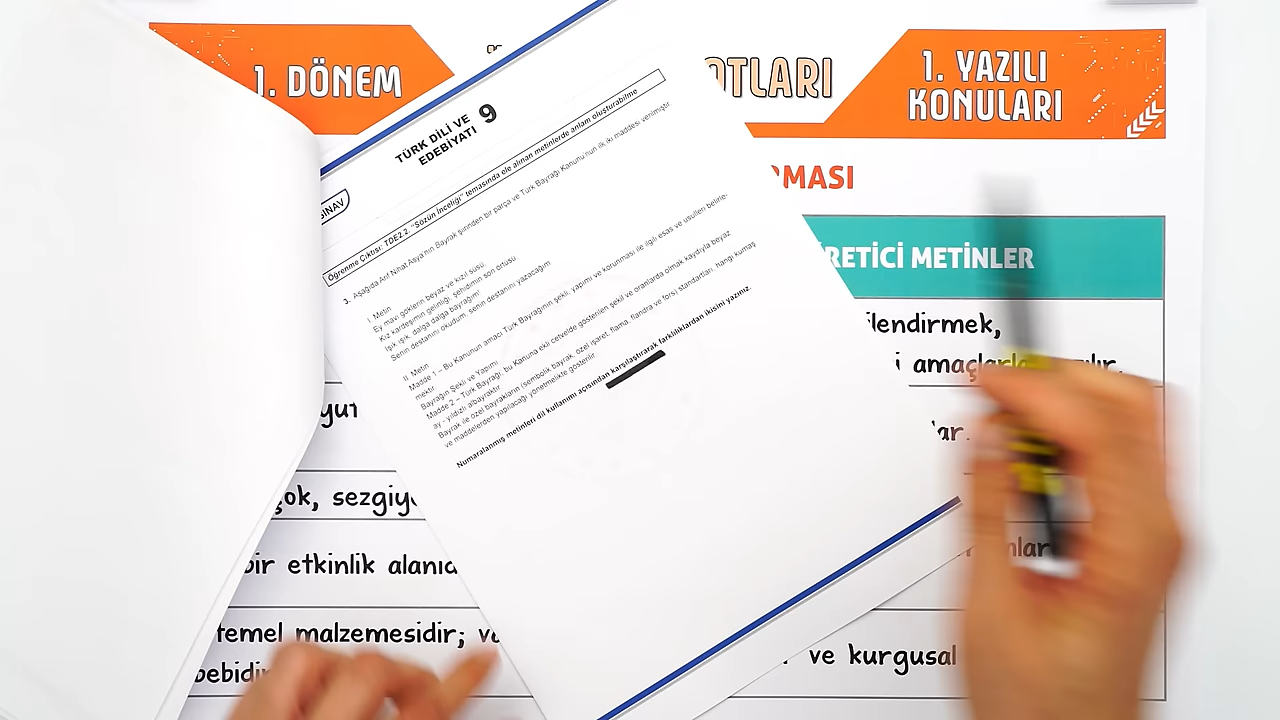 1. DÖNEM
OTLARI
1. YAZILI
KONULARI
RMASI
RETİCİ METİNLER
ilendirmek,
i amaçlarla yazılır.
lar.
yut
çok, sezgiye
bir etkinlik alanıd
temel malzemesidir; va
bebidir
ve kurgusal
TÜRK DİLİ VE
EDEBİYATI
9
SINAV
Öğrenme Çıktısı: TDE2.2. "Sözün İnceliği" temasında ele alınan metinlerde anlam oluşturabilme
3. Aşağıda Arif Nihat Asya'nın Bayrak şiirinden bir parça ve Türk Bayrağı Kanunu'nun ilk iki maddesi verilmiştir.
I. Metin
Ey mavi göklerin beyaz ve kızıl süsü
Kız kardeşimin gelinliği, şehidimin son örtüsü
Işık ışık, dalga dalga bayrağım!
Senin destanını okudum, senin destanını yazacağım
II. Metin
Madde 1 – Bu Kanunun amacı Türk Bayrağının şekli, yapımı ve korunması ile ilgili esas ve usulleri belirle-
mektir.
Bayrağın Şekli ve Yapımı:
Madde 2 – Türk Bayrağı, bu Kanuna ekli cetvelde gösterilen şekil ve oranlarda olmak kaydıyla beyaz
ay - yıldızlı albayraktır.
Bayrak ile özel bayrakların (sembolik bayrak, özel işaret, flama, flandra ve fors) standartları, hangi kumaş
ve maddelerden yapılacağı yönetmelikte gösterilir.
Numaralanmış metinleri dil kullanımı açısından karşılaştırarak farklılıklardan ikisini yazınız.